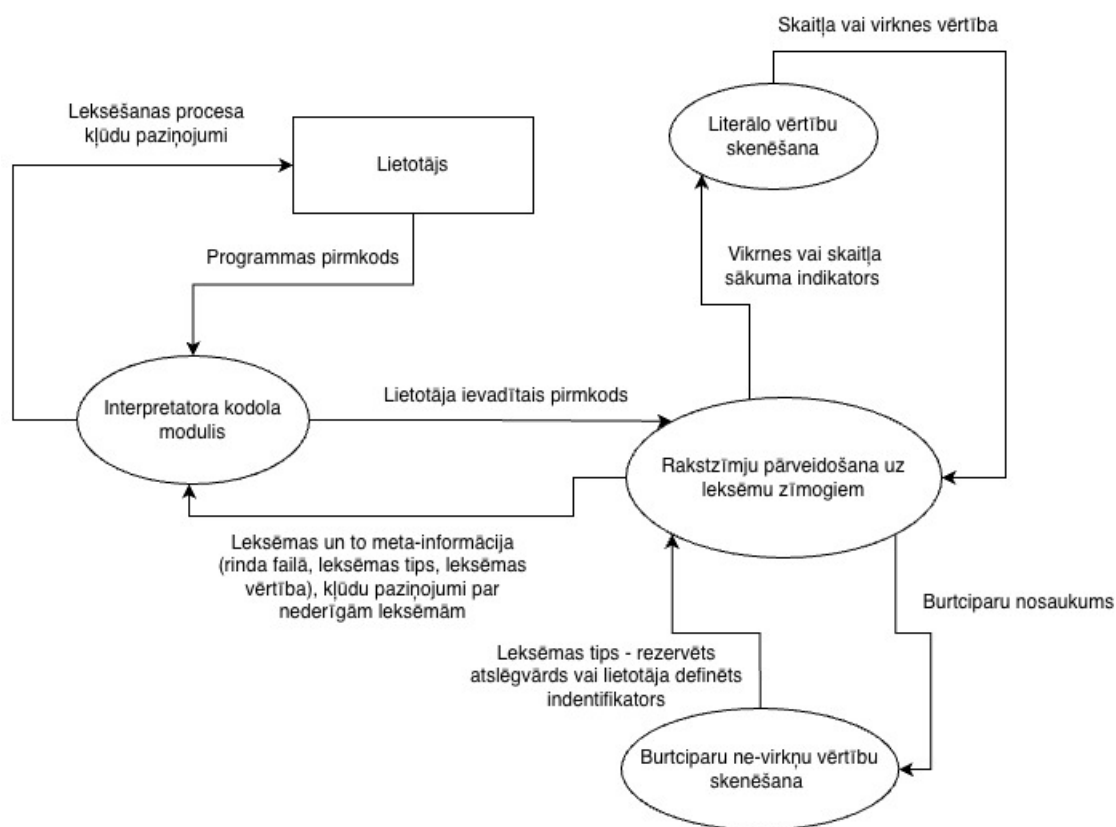 Skaitļa vai virknes vērtība
Leksēšanas procesa
kļūdu paziņojumi
Literālo vērtību
skenēšana
Lietotājs
Programmas pirmkods
Vikrnes vai skaitļa
sākuma indikators
Interpretatora kodola
modulis
Lietotāja ievadītais pirmkods
Rakstzīmju pārveidošana uz
leksēmu zīmogiem
Leksēmas un to meta-informācija
(rinda failā, leksēmas tips, leksēmas
vērtība), kļūdu paziņojumi par
nederīgām leksēmām
Burtciparu nosaukums
Leksēmas tips - rezervēts
atslēgvārds vai lietotāja definēts
indentifikators
Burtciparu ne-virkņu vērtību
skenēšana